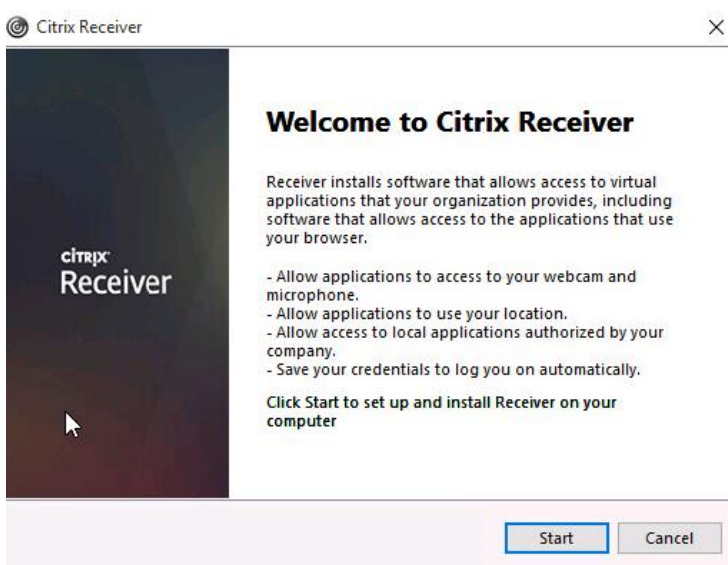 Citrix Receiver
Welcome to Citrix Receiver
Receiver installs software that allows access to virtual
applications that your organization provides, including
software that allows access to the applications that use
your browser.
- Allow applications to access to your webcam and
microphone.
- Allow applications to use your location.
- Allow access to local applications authorized by your
company.
- Save your credentials to log you on automatically.
Click Start to set up and install Receiver on your
computer
CITRIX
Receiver
Start
Cancel